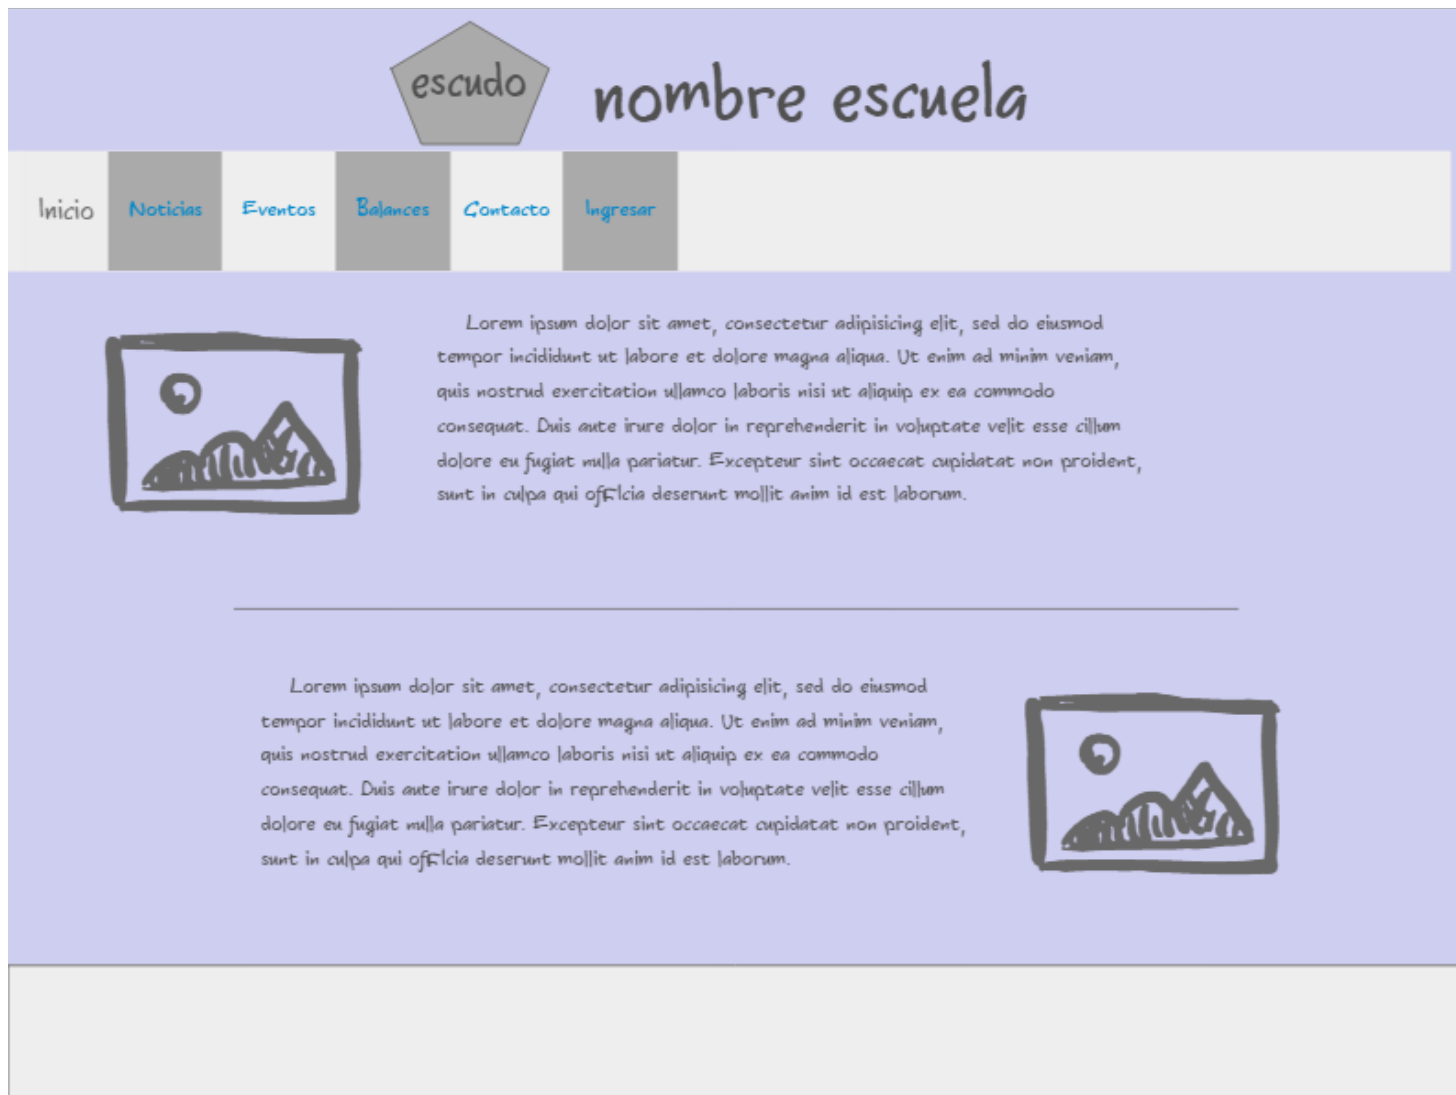 escudo
nombre escuela
Inicio Noticias Eventos Balances Contacto Ingresar
Lorem ipsum dolor sit amet, consectetur adipisicing elit, sed do eiusmod
tempor incididunt ut labore et dolore magna aliqua. Ut enim ad minim veniam,
quis nostrud exercitation ullamco laboris nisi ut aliquip ex ea commodo
consequat. Duis aute irure dolor in reprehenderit in voluptate velit esse cillum
dolore eu fugiat nulla pariatur. Excepteur sint occaecat cupidatat non proident,
sunt in culpa qui officia deserunt mollit anim id est laborum.
Lorem ipsum dolor sit amet, consectetur adipisicing elit, sed do eiusmod
tempor incididunt ut labore et dolore magna aliqua. Ut enim ad minim veniam,
quis nostrud exercitation ullamco laboris nisi ut aliquip ex ea commodo
consequat. Duis aute irure dolor in reprehenderit in voluptate velit esse cillum
dolore eu fugiat nulla pariatur. Excepteur sint occaecat cupidatat non proident,
sunt in culpa qui officia deserunt mollit anim id est laborum.